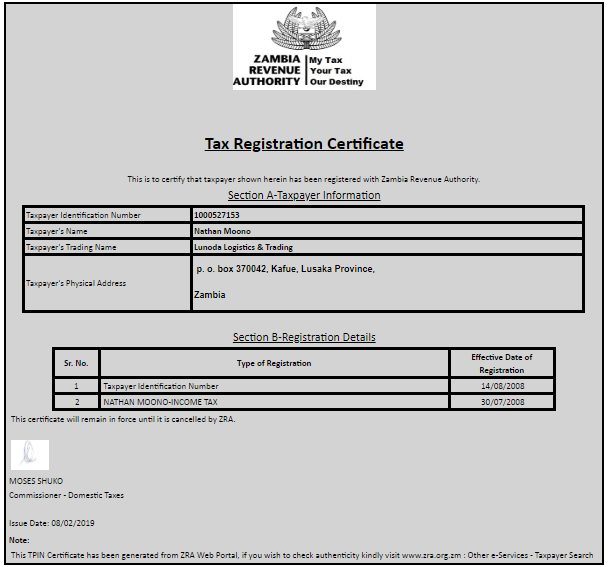 ZAMBIA REVENUE AUTHORITY
My Tax Your Tax Our Destiny
Tax Registration Certificate
This is to certify that taxpayer shown herein has been registered with Zambia Revenue Authority.
Section A-Taxpayer Information
Taxpayer Identification Number 1000527153
Taxpayer's Name Nathan Moono
Taxpayer's Trading Name Lunoda Logistics & Trading
Taxpayer's Physical Address p. o. box 370042, Kafue, Lusaka Province,
Zambia
Section B-Registration Details
Sr. No. Type of Registration Effective Date of Registration
1 Taxpayer Identification Number 14/08/2008
2 NATHAN MOONO-INCOME TAX 30/07/2008
This certificate will remain in force until it is cancelled by ZRA.
MOSES SHUKO
Commissioner - Domestic Taxes
Issue Date: 08/02/2019
Note:
This TPIN Certificate has been generated from ZRA Web Portal, if you wish to check authenticity kindly visit www.zra.org.zm : Other e-Services - Taxpayer Search